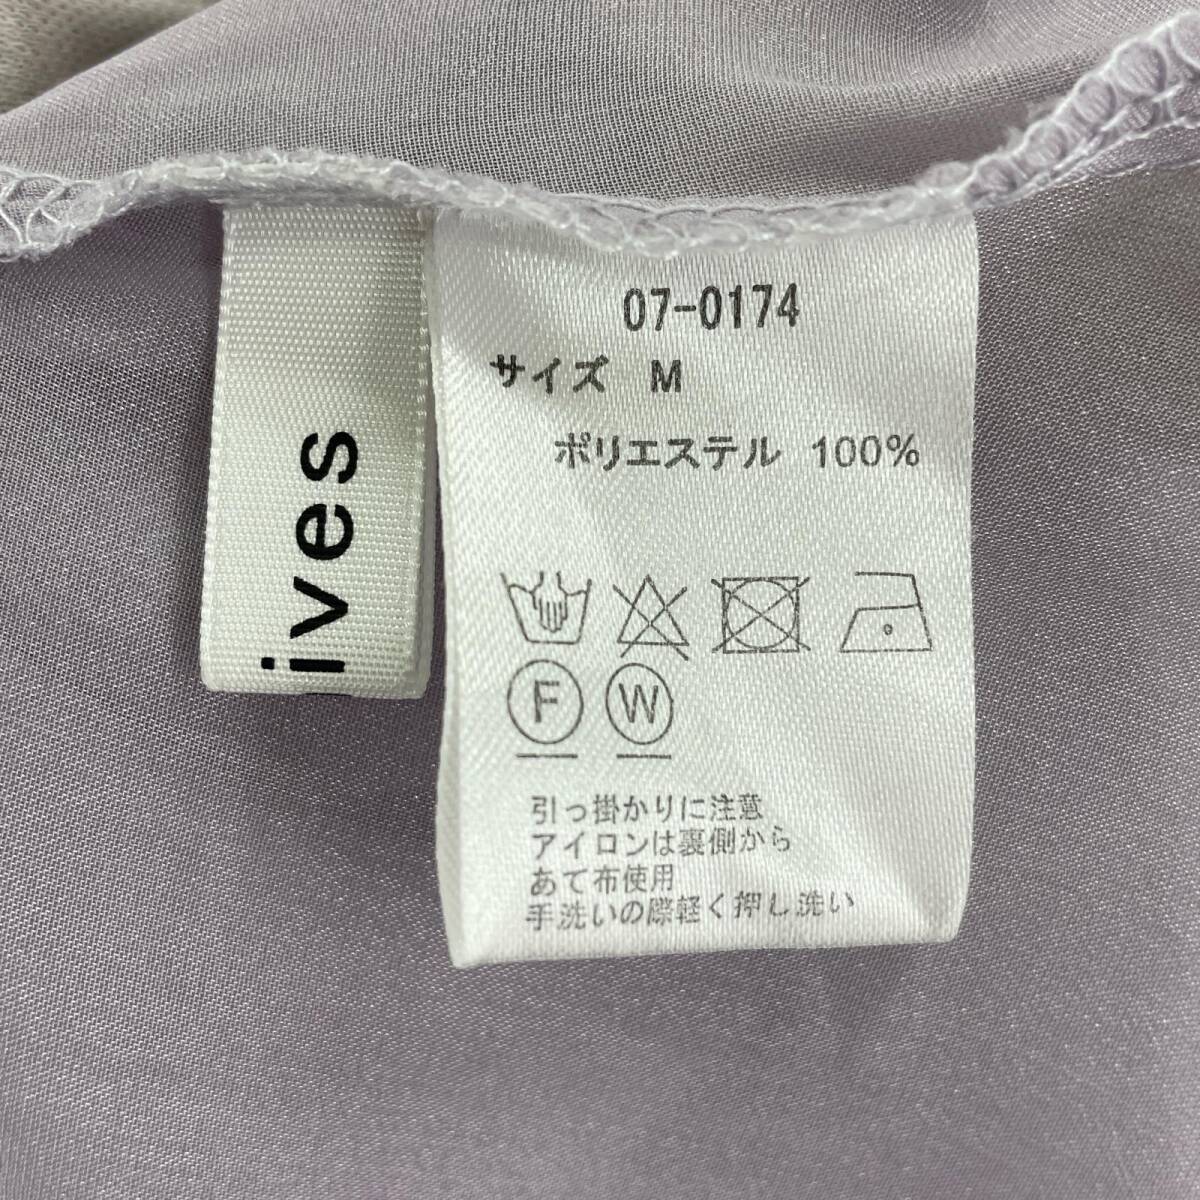 ives
07-0174
サイズ M
ポリエステル 100%
F W
引っ掛かりに注意
アイロンは裏側から
あて布使用
手洗いの際軽く押し洗い